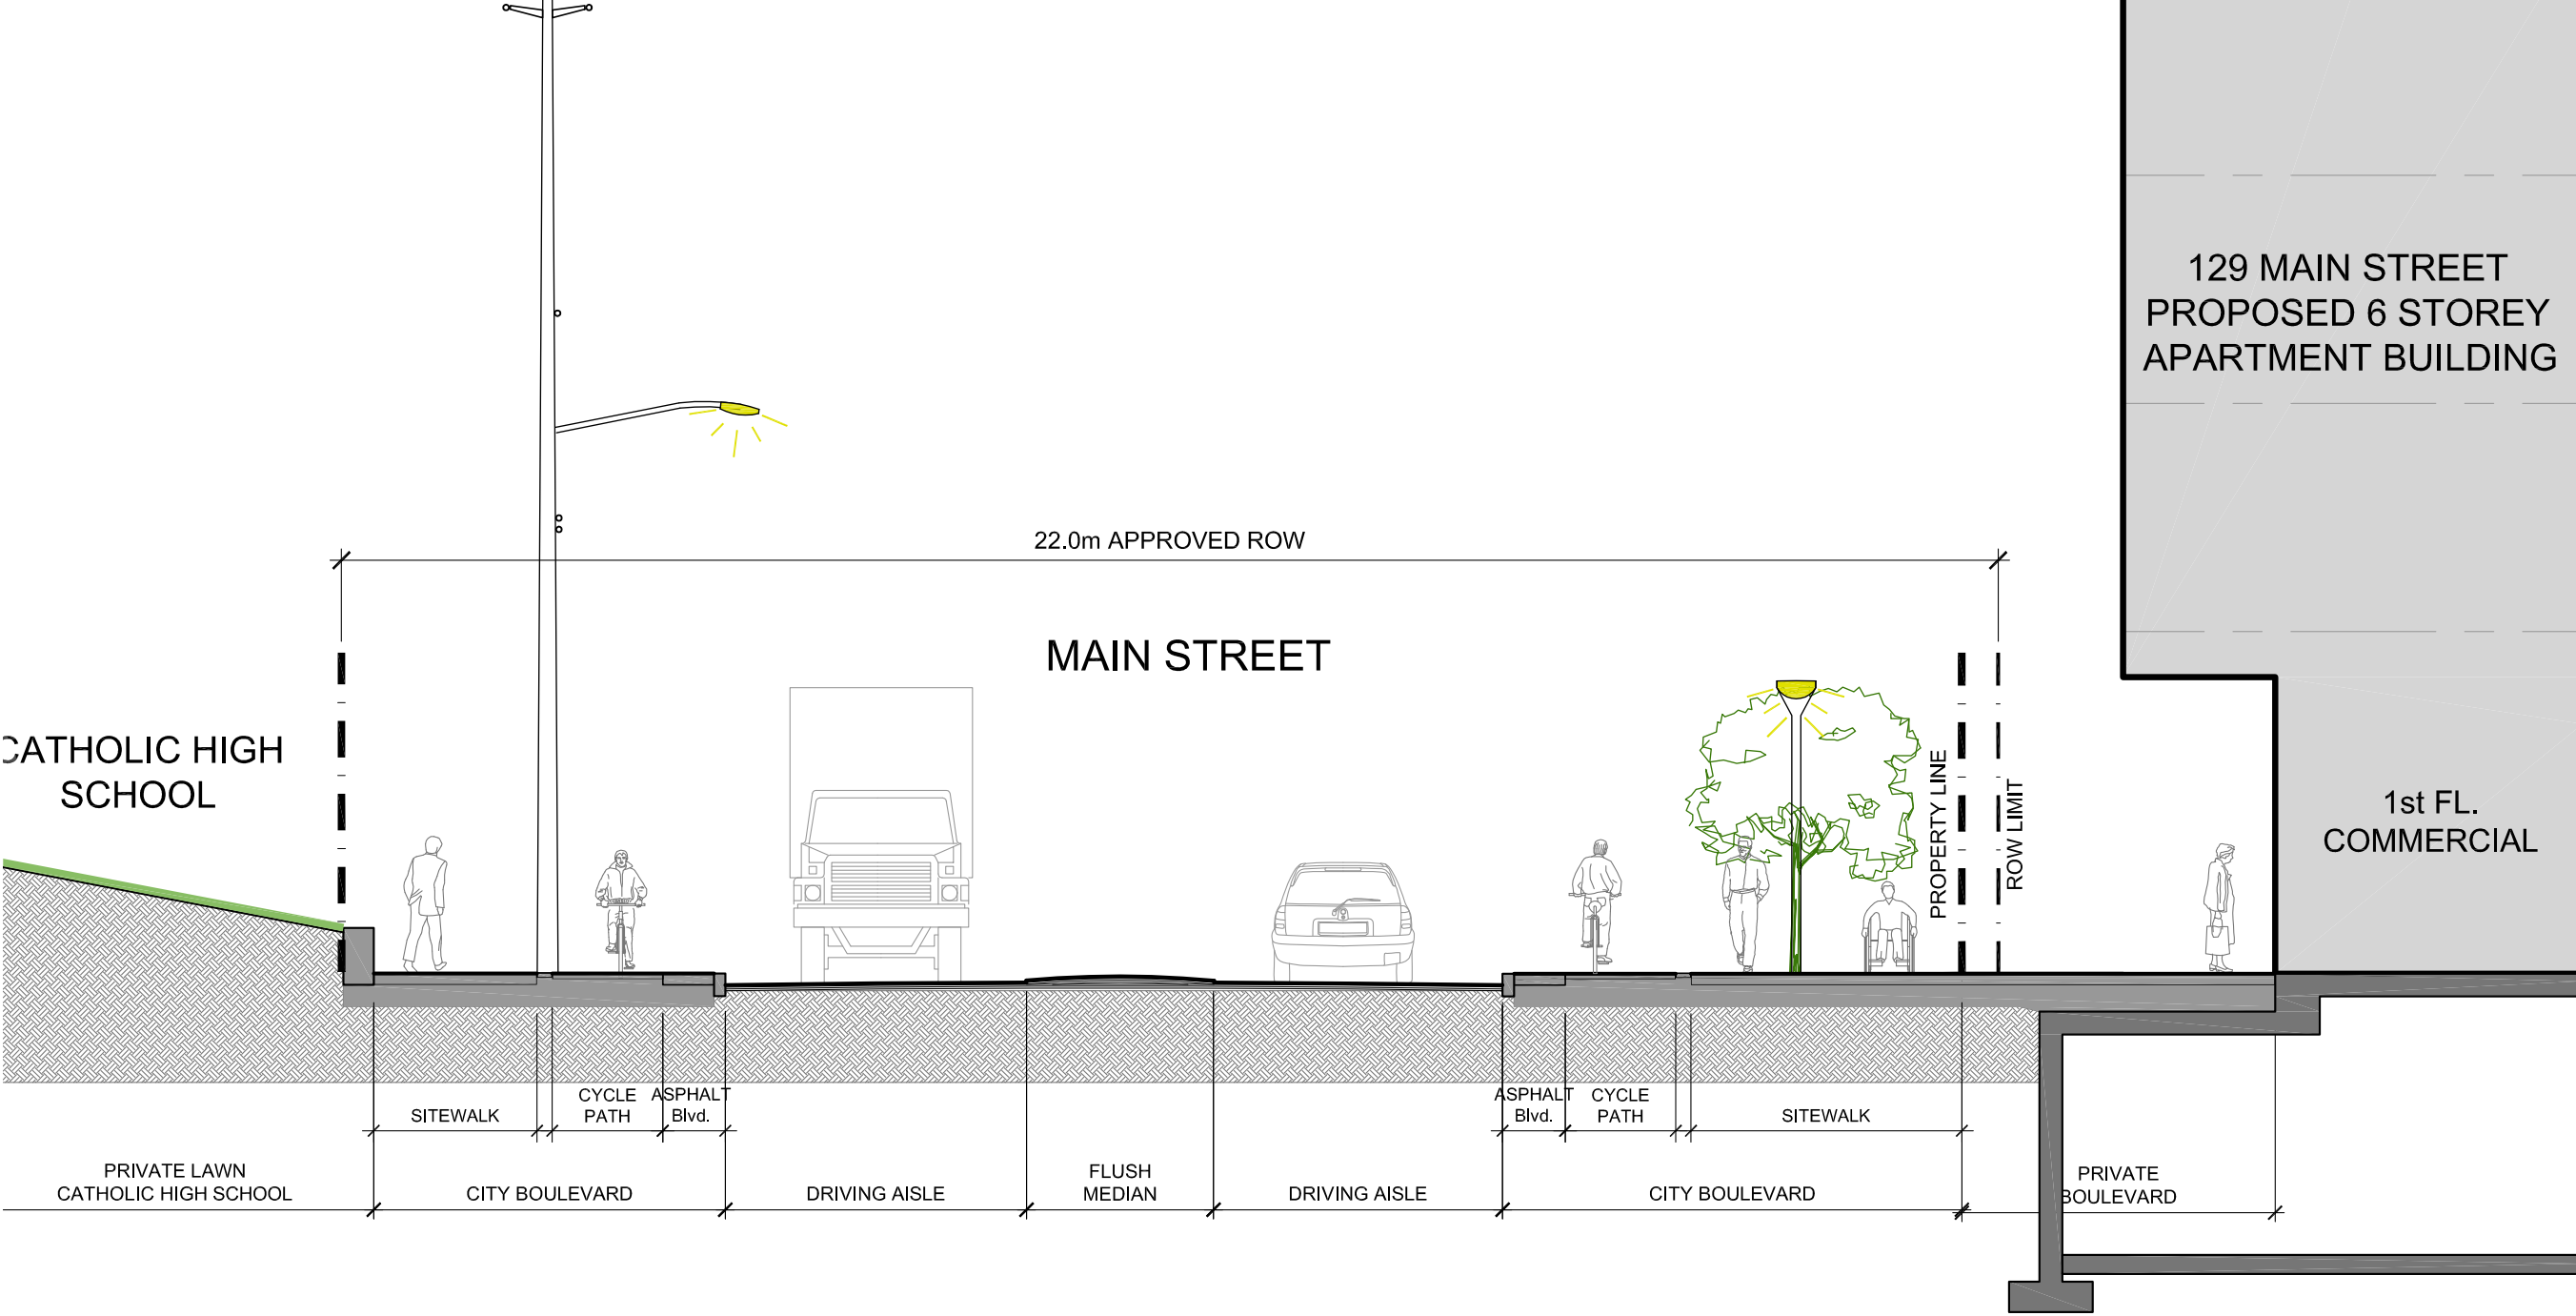 129 MAIN STREET
PROPOSED 6 STOREY
APARTMENT BUILDING
22.0m APPROVED ROW
MAIN STREET
CATHOLIC HIGH
SCHOOL
PROPERTY LINE
ROW LIMIT
1st FL.
COMMERCIAL
SITEWALK
CYCLE
PATH
ASPHALT
Blvd.
ASPHALT
Blvd.
CYCLE
PATH
SITEWALK
PRIVATE LAWN
CATHOLIC HIGH SCHOOL
CITY BOULEVARD
DRIVING AISLE
FLUSH
MEDIAN
DRIVING AISLE
CITY BOULEVARD
PRIVATE
BOULEVARD